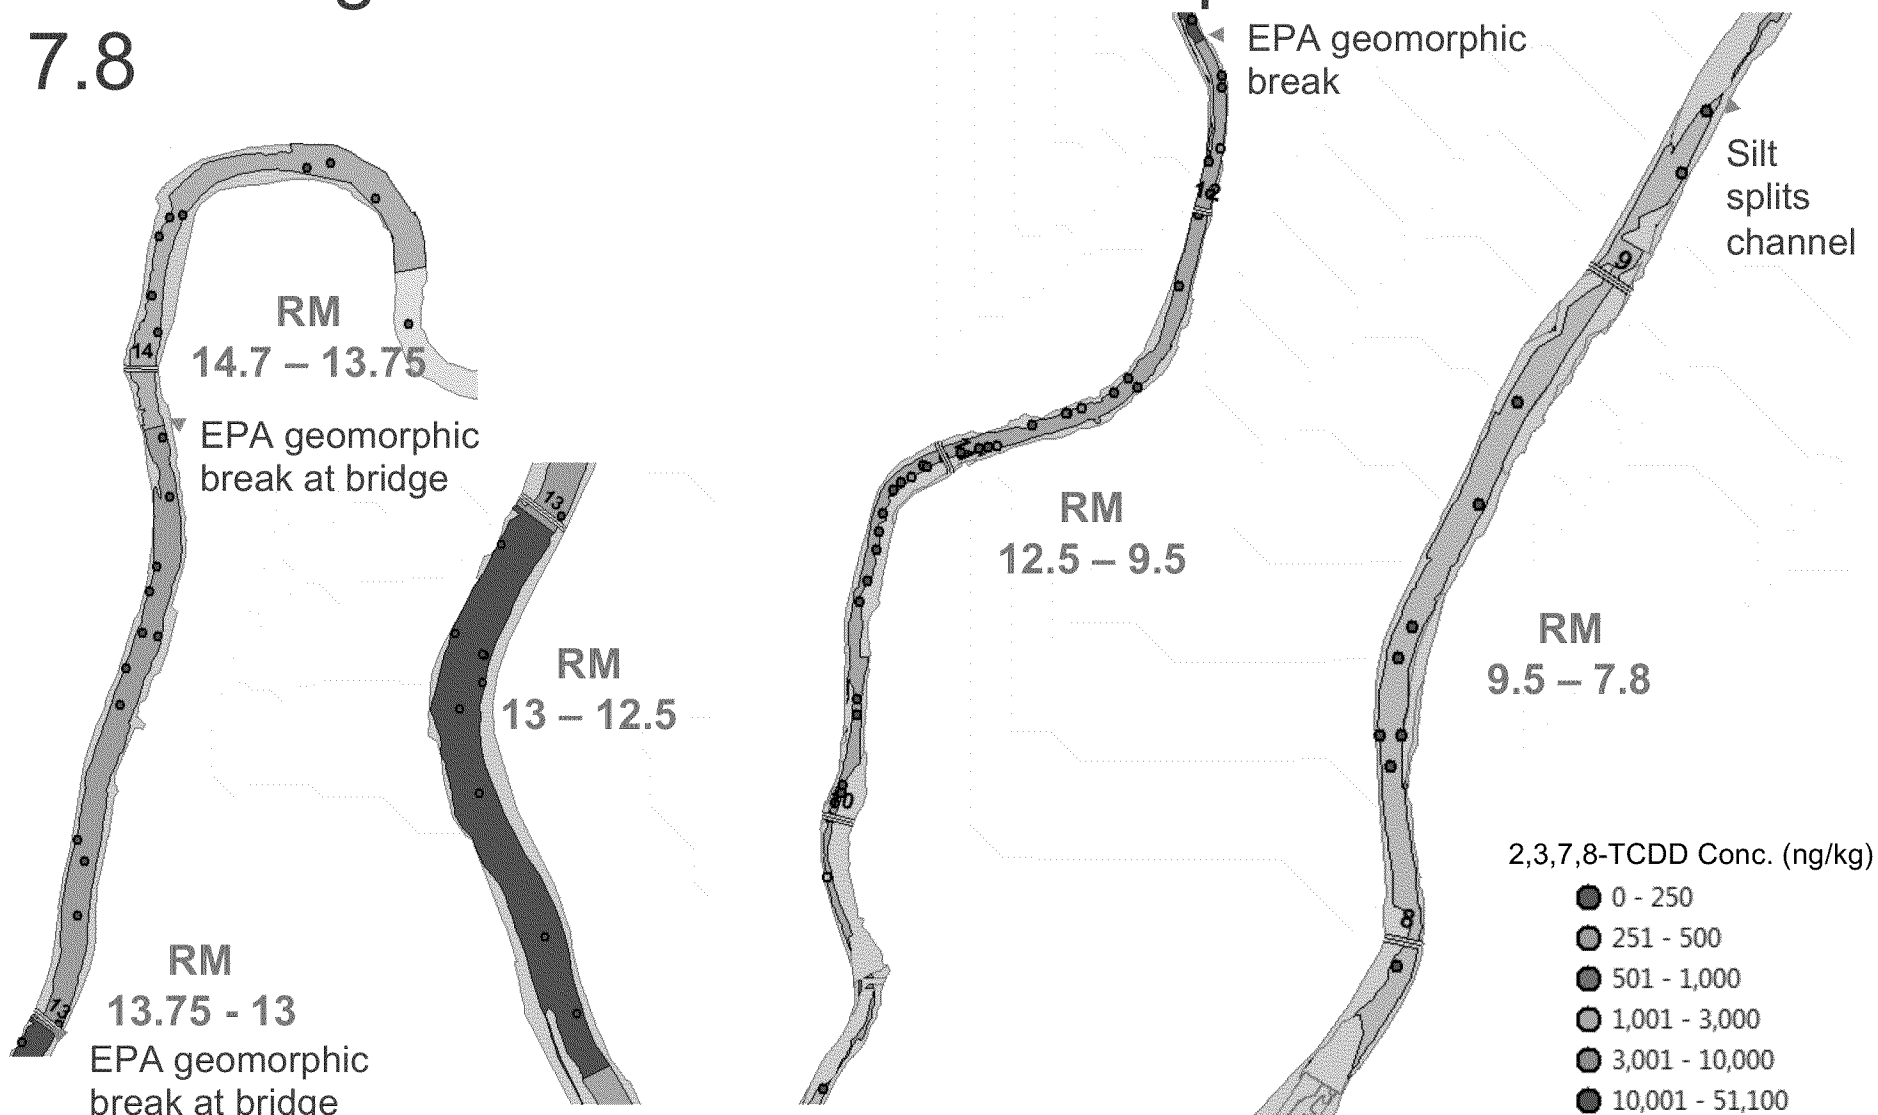 7.8
EPA geomorphic
break
Silt
splits
channel
RM
14.7 – 13.75
14
EPA geomorphic
break at bridge
RM
13.75 - 13
13
EPA geomorphic
break at bridge
13
RM
13 – 12.5
12
RM
12.5 – 9.5
10
9
RM
9.5 – 7.8
8
2,3,7,8-TCDD Conc. (ng/kg)
0 - 250
251 - 500
501 - 1,000
1,001 - 3,000
3,001 - 10,000
10,001 - 51,100